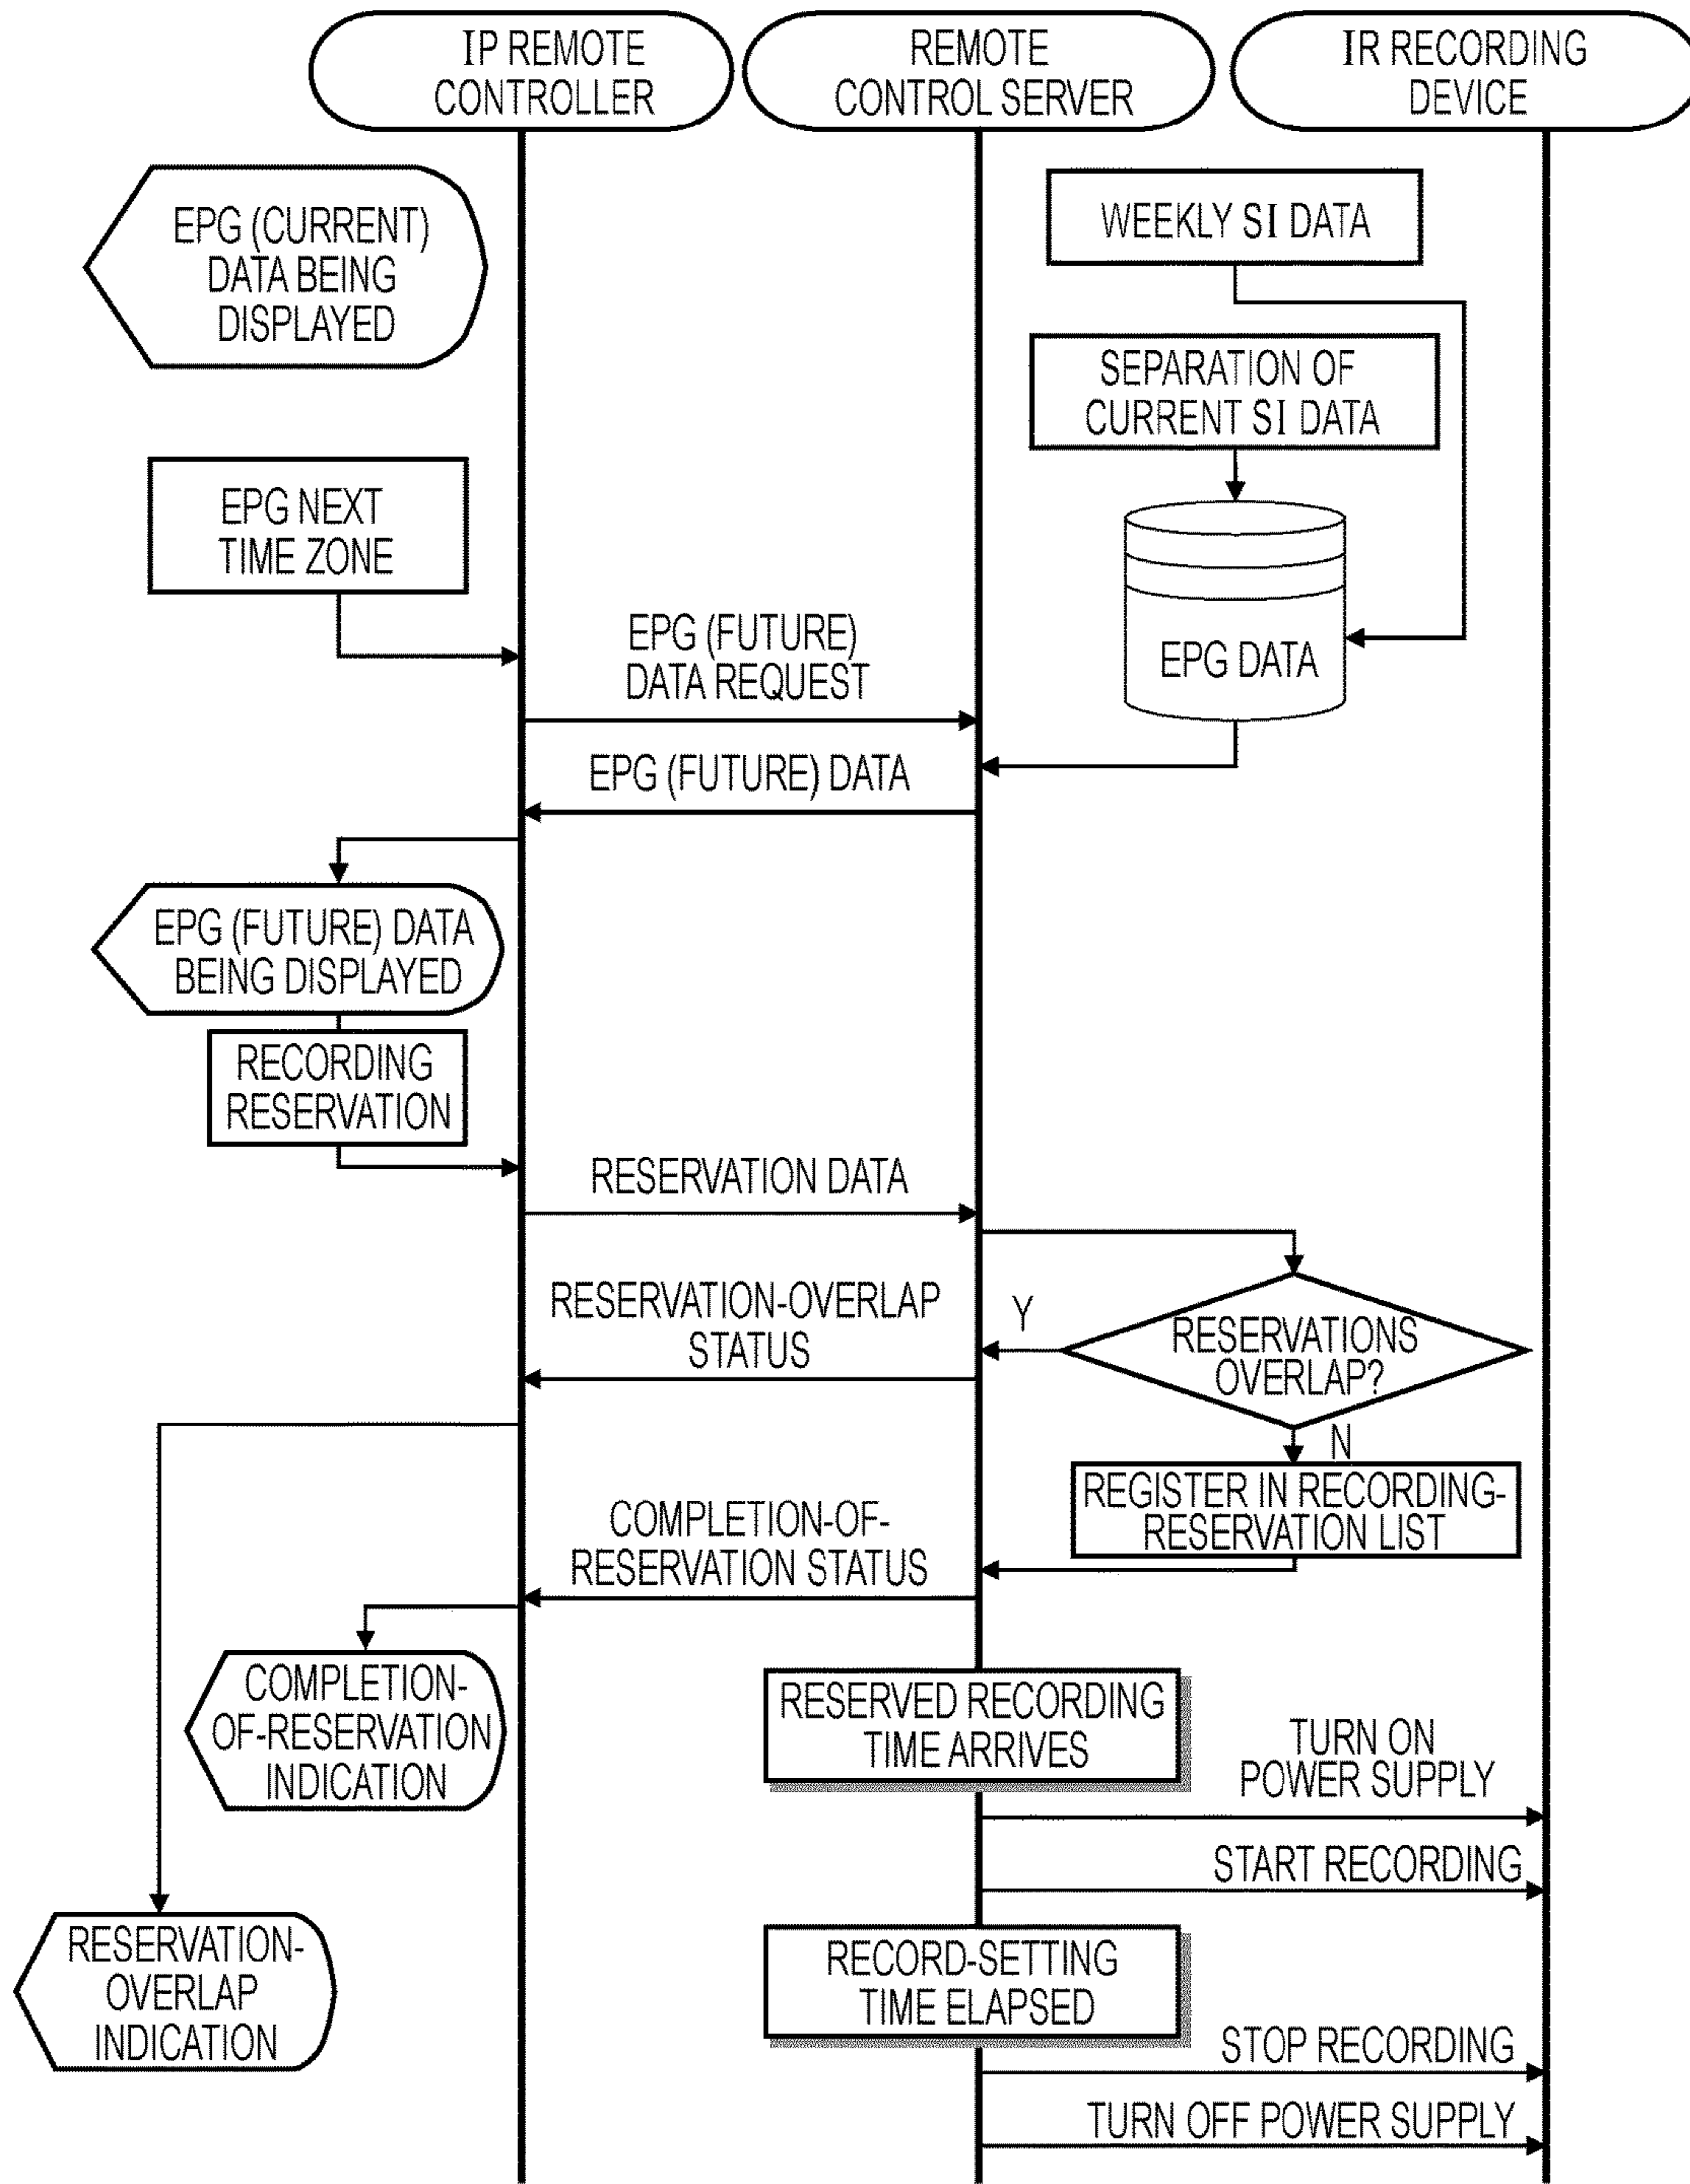 IP REMOTE
CONTROLLER
REMOTE
CONTROL SERVER
IR RECORDING
DEVICE
EPG (CURRENT)
DATA BEING
DISPLAYED
WEEKLY SI DATA
SEPARATION OF
CURRENT SI DATA
EPG NEXT
TIME ZONE
EPG (FUTURE)
DATA REQUEST
EPG DATA
EPG (FUTURE) DATA
EPG (FUTURE) DATA
BEING DISPLAYED
RECORDING
RESERVATION
RESERVATION DATA
RESERVATION-OVERLAP
STATUS
Y
RESERVATIONS
OVERLAP?
N
REGISTER IN RECORDING-
RESERVATION LIST
COMPLETION-OF-
RESERVATION STATUS
COMPLETION-
OF-RESERVATION
INDICATION
RESERVED RECORDING
TIME ARRIVES
TURN ON
POWER SUPPLY
START RECORDING
RESERVATION-
OVERLAP
INDICATION
RECORD-SETTING
TIME ELAPSED
STOP RECORDING
TURN OFF POWER SUPPLY